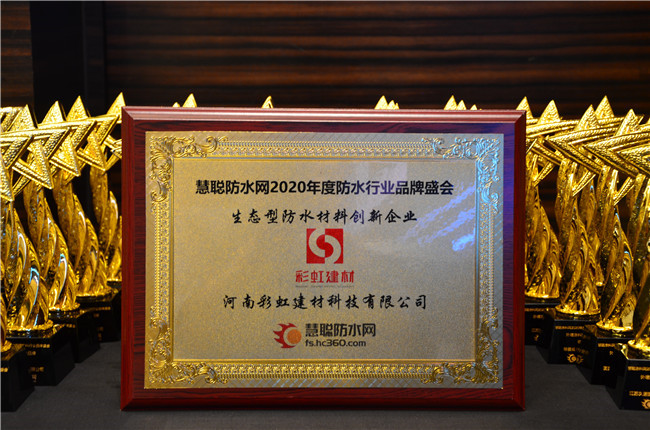 慧聪防水网2020年度防水行业品牌盛会
生态型防水材料创新企业
彩虹建材
河南彩虹建材科技有限公司
慧聪防水网
fs.hc360.com